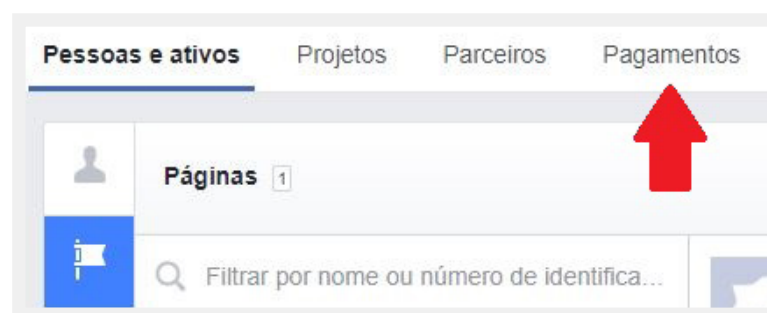 Pessoas e ativos Projetos Parceiros Pagamentos
Páginas 1
Filtrar por nome ou número de identifica...